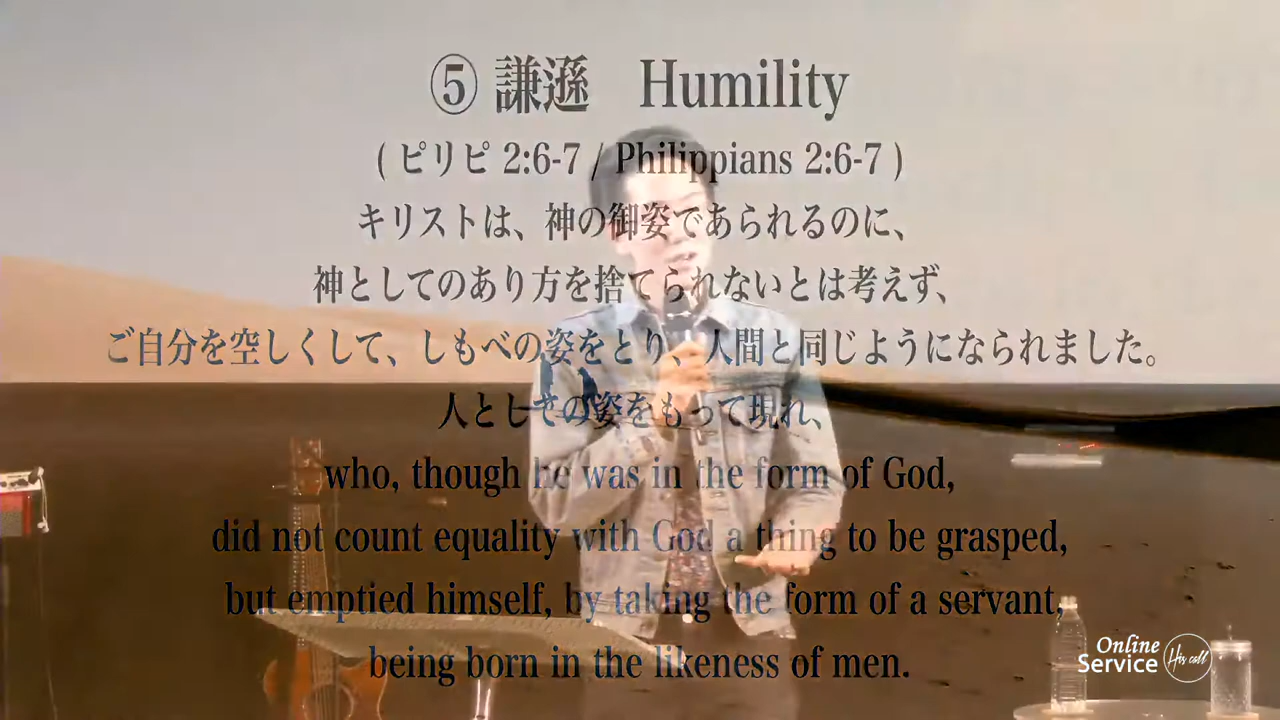 ⑤ 謙遜　Humility
( ピリピ 2:6-7 / Philippians 2:6-7 )
キリストは、神の御姿であられるのに、
神としてのあり方を捨てられないとは考えず、
ご自分を空しくして、しもべの姿をとり、人間と同じようになられました。
人としての姿をもって現れ、
who, though he was in the form of God,
did not count equality with God a thing to be grasped,
but emptied himself, by taking the form of a servant,
being born in the likeness of men.
Online
Service
His call